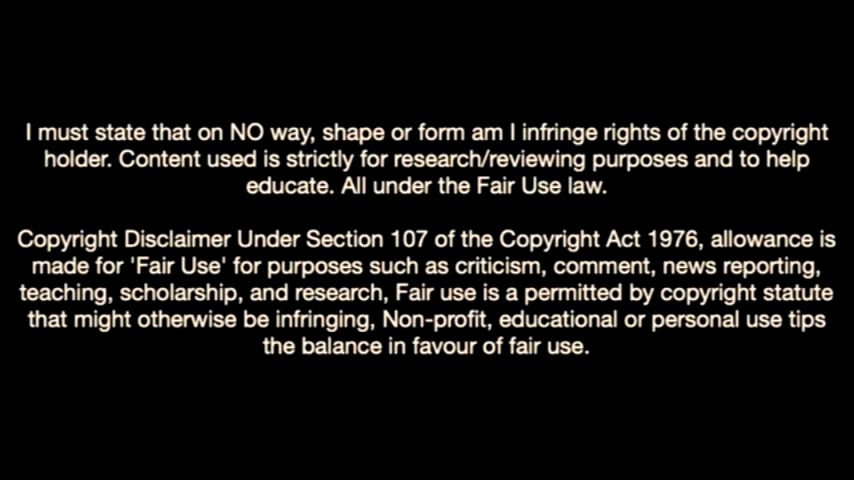 I must state that on NO way, shape or form am I infringe rights of the copyright
holder. Content used is strictly for research/reviewing purposes and to help
educate. All under the Fair Use law.
Copyright Disclaimer Under Section 107 of the Copyright Act 1976, allowance is
made for 'Fair Use' for purposes such as criticism, comment, news reporting,
teaching, scholarship, and research, Fair use is a permitted by copyright statute
that might otherwise be infringing, Non-profit, educational or personal use tips
the balance in favour of fair use.